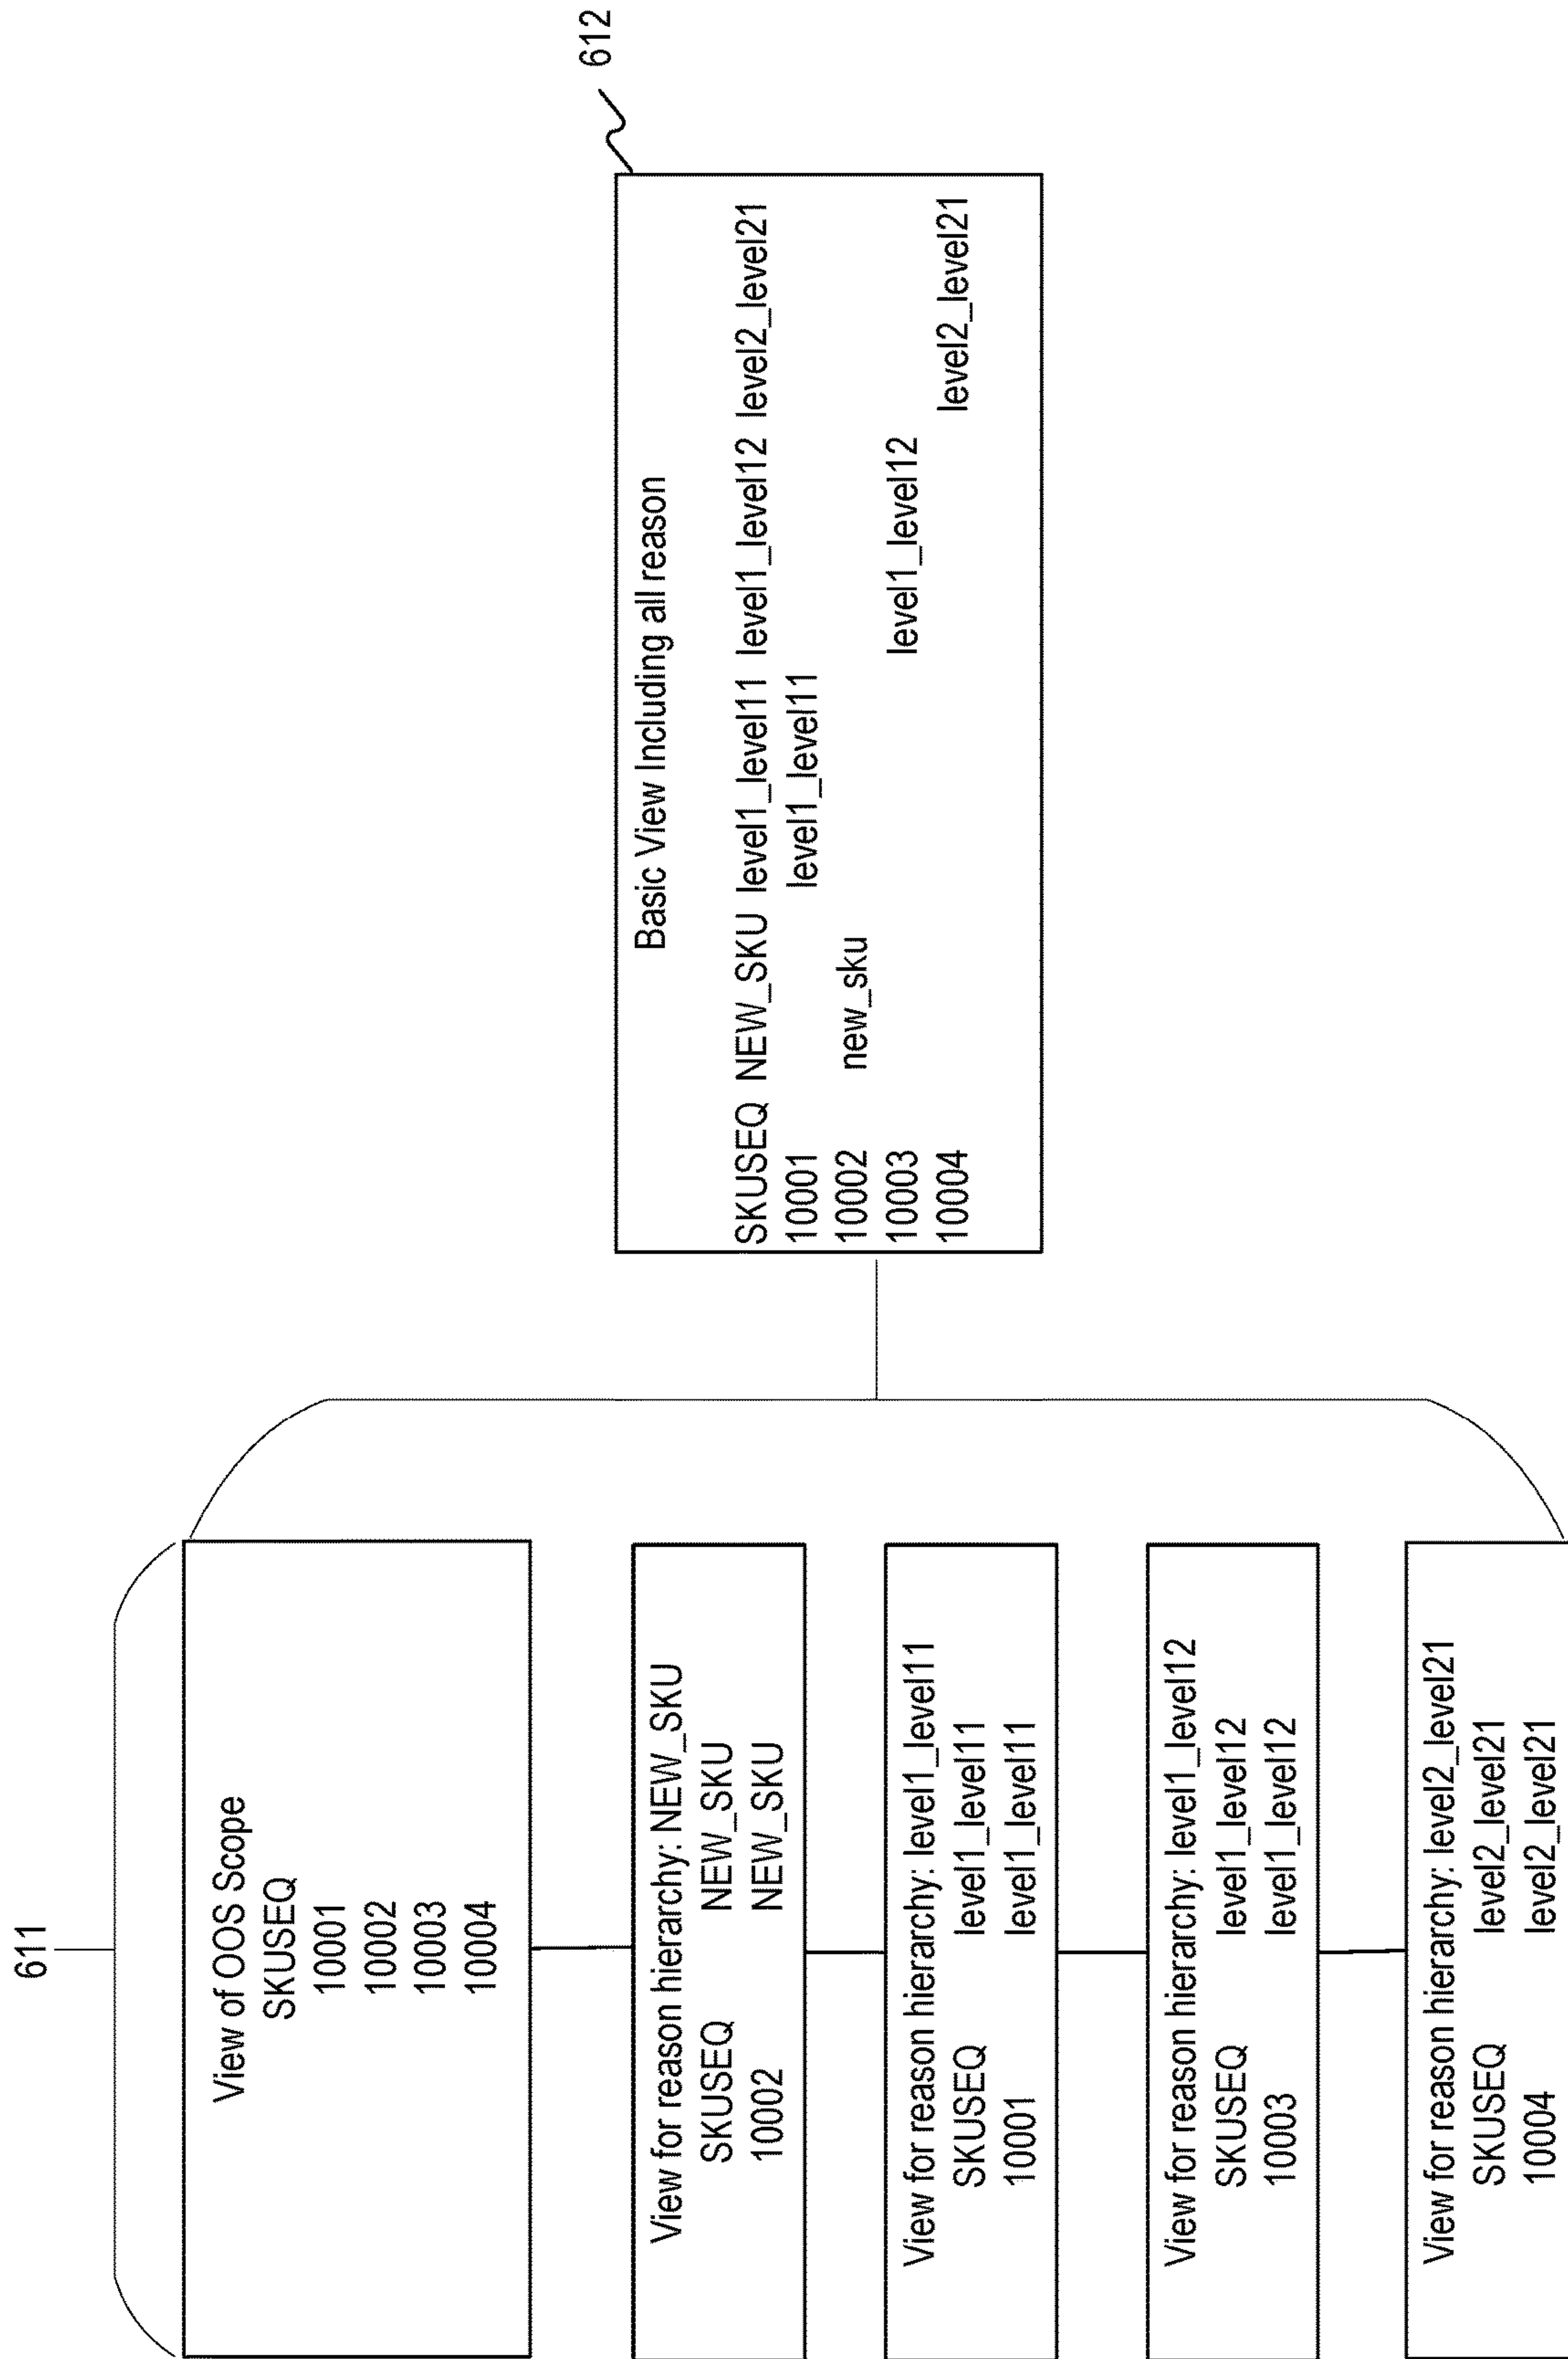 611
View of OOS Scope
SKUSEQ
10001
10002
10003
10004
View for reason hierarchy: NEW_SKU
SKUSEQ NEW_SKU
10002 NEW_SKU
View for reason hierarchy: level1_level11
SKUSEQ level1_level11
10001 level1_level11
View for reason hierarchy: level1_level12
SKUSEQ level1_level12
10003 level1_level12
View for reason hierarchy: level2_level21
SKUSEQ level2_level21
10004 level2_level21
612
Basic View Including all reason
SKUSEQ NEW_SKU level1_level11 level1_level12 level2_level21
10001 level1_level11
10002 new_sku
10003 level1_level12
10004 level2_level21